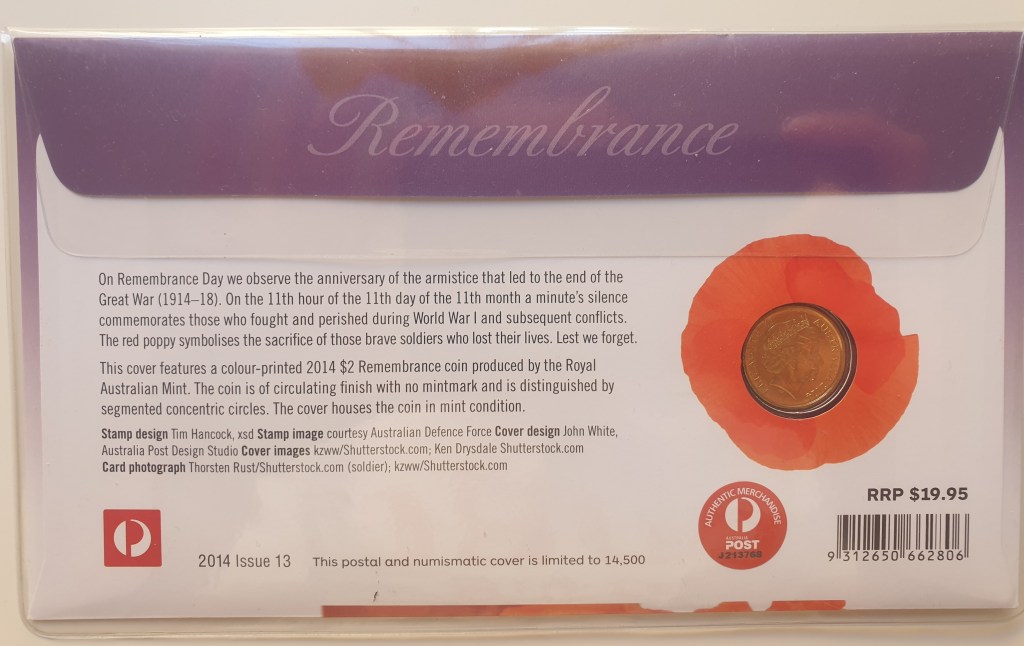 Remembrance
On Remembrance Day we observe the anniversary of the armistice that led to the end of the
Great War (1914–18). On the 11th hour of the 11th day of the 11th month a minute's silence
commemorates those who fought and perished during World War I and subsequent conflicts.
The red poppy symbolises the sacrifice of those brave soldiers who lost their lives. Lest we forget.
This cover features a colour-printed 2014 $2 Remembrance coin produced by the Royal
Australian Mint. The coin is of circulating finish with no mintmark and is distinguished by
segmented concentric circles. The cover houses the coin in mint condition.
Stamp design Tim Hancock, xsd Stamp image courtesy Australian Defence Force Cover design John White,
Australia Post Design Studio Cover images kzww/Shutterstock.com; Ken Drysdale Shutterstock.com
Card photograph Thorsten Rust/Shutterstock.com (soldier); kzww/Shutterstock.com
2014 Issue 13
This postal and numismatic cover is limited to 14,500
AUTHENTIC MERCHANDISE
AUSTRALIA
POST
J213768
RRP $19.95
9 312650 662806